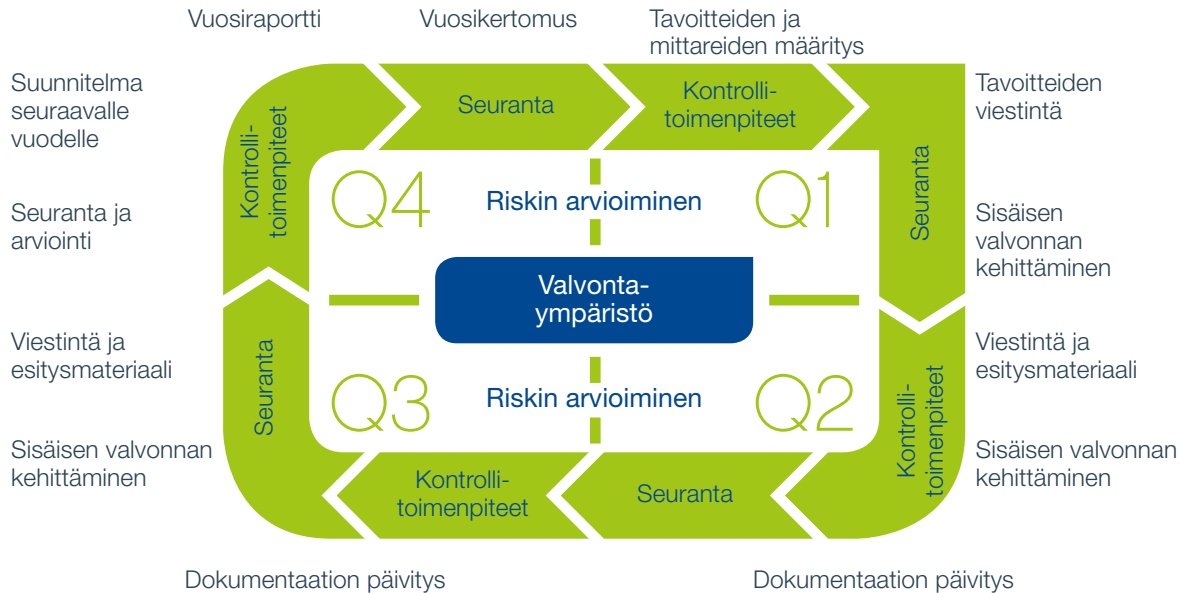 Vuosiraportti
Vuosikertomus
Tavoitteiden ja
mittareiden määritys
Suunnitelma
seuraavalle
vuodelle
Seuranta ja
arviointi
Viestintä ja
esitysmateriaali
Sisäisen valvonnan
kehittäminen
Kontrolli-
toimenpiteet
Seuranta
Kontrolli-
toimenpiteet
Seuranta
Q4
Riskin arvioiminen
Q1
Valvonta-
ympäristö
Q3
Riskin arvioiminen
Q2
Seuranta
Kontrolli-
toimenpiteet
Seuranta
Kontrolli-
toimenpiteet
Tavoitteiden
viestintä
Sisäisen
valvonnan
kehittäminen
Viestintä ja
esitysmateriaali
Sisäisen valvonnan
kehittäminen
Dokumentaation päivitys
Dokumentaation päivitys